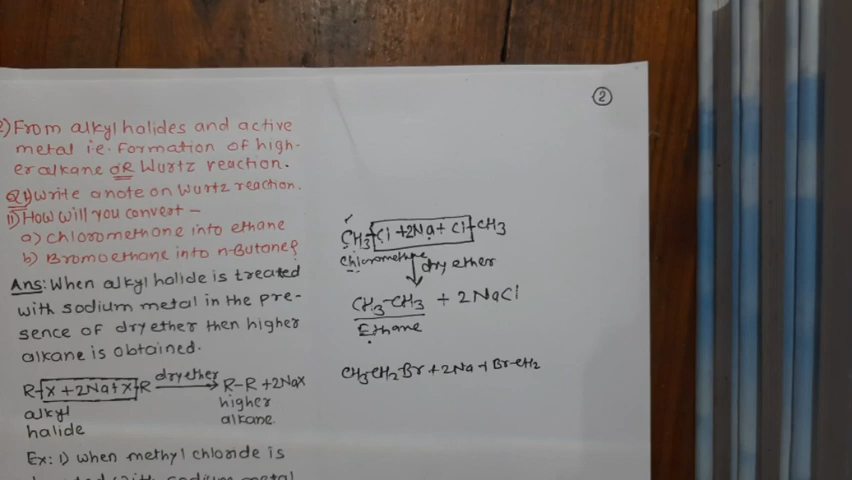 2) From alkyl halides and active
metal i.e. formation of high-
er alkane OR Wurtz reaction.
Q1) Write a note on Wurtz reaction.
ii) How will you convert -
a) chloromethane into ethane
b) Bromoethane into n-Butane?
Ans: When alkyl halide is treated
with sodium metal in the pre-
sence of dry ether then higher
alkane is obtained.
R-X + 2Na + X-R dry ether R-R + 2NaX
alkyl
halide
higher
alkane.
Ex: 1) when methyl chloride is
sodium metal
2
CH3-Cl + 2Na + Cl-CH3
chloromethane
dry ether
CH3-CH3 + 2NaCl
Ethane
CH3CH2Br + 2Na + Br-CH2